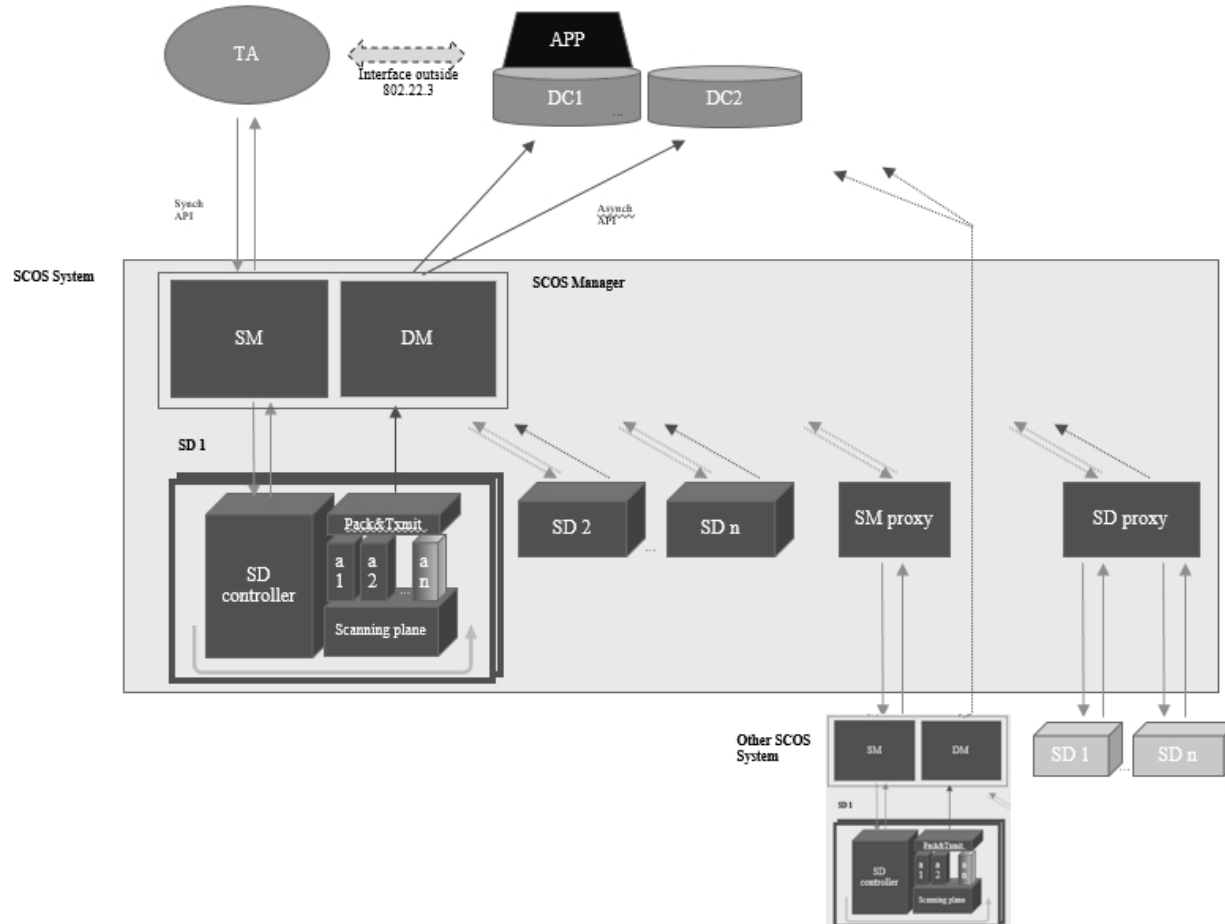 TA
APP
Interface outside
802.22.3
DC1
...
DC2
Synch
API
Asynch
API
SCOS System
SCOS Manager
SM
DM
SD 1
Pack&Txmit
a
1
a
2
...
a
n
SD
controller
Scanning plane
SD 2
...
SD n
SM proxy
SD proxy
Other SCOS
System
SM
DM
SD 1
...
SD n
SD 1
Pack&Txmit
a
1
a
2
...
a
n
SD
controller
Scanning plane